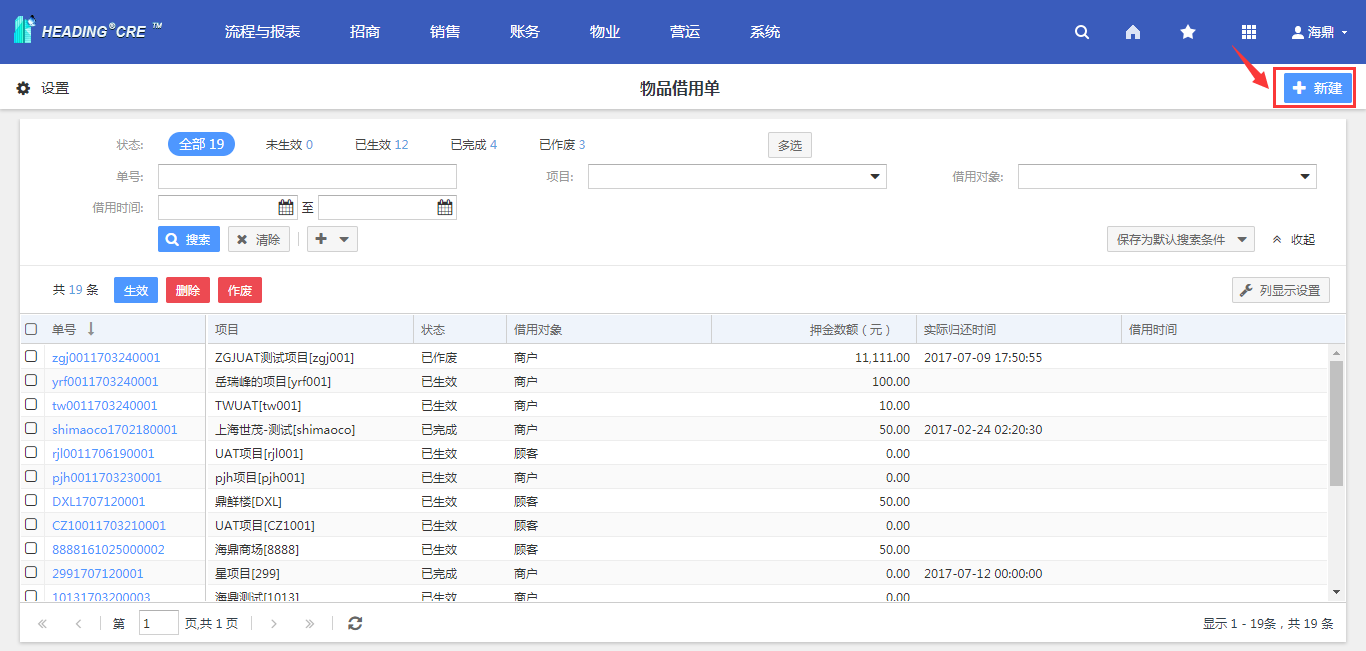 HEADING®CRE ™ 流程与报表 招商 销售 账务 物业 营运 系统 海鼎
设置 物品借用单 新建
状态: 全部 19 未生效 0 已生效 12 已完成 4 已作废 3 多选
单号: 项目: 借用对象:
借用时间: 至
搜索 清除 保存为默认搜索条件 收起
共 19 条 生效 删除 作废 列显示设置
单号 项目 状态 借用对象 押金数额（元） 实际归还时间 借用时间
zgj0011703240001 ZGJUAT测试项目[zgj001] 已作废 商户 11,111.00 2017-07-09 17:50:55
yrf0011703240001 岳瑞峰的项目[yrf001] 已生效 商户 100.00
tw0011703240001 TWUAT[tw001] 已生效 商户 10.00
shimaoco1702180001 上海世茂-测试[shimaoco] 已完成 商户 50.00 2017-02-24 02:20:30
rjl0011706190001 UAT项目[rjl001] 已生效 顾客 0.00
pjh0011703230001 pjh项目[pjh001] 已生效 商户 0.00
DXL1707120001 鼎鲜楼[DXL] 已生效 顾客 50.00
CZ10011703210001 UAT项目[CZ1001] 已生效 顾客 0.00
8888161025000002 海鼎商场[8888] 已生效 顾客 50.00
2991707120001 星项目[299] 已完成 商户 0.00 2017-07-12 00:00:00
10131703200003 海鼎测试[1013] 已生效 商户 0.00
第 1 页,共 1 页 显示 1 - 19条，共 19 条